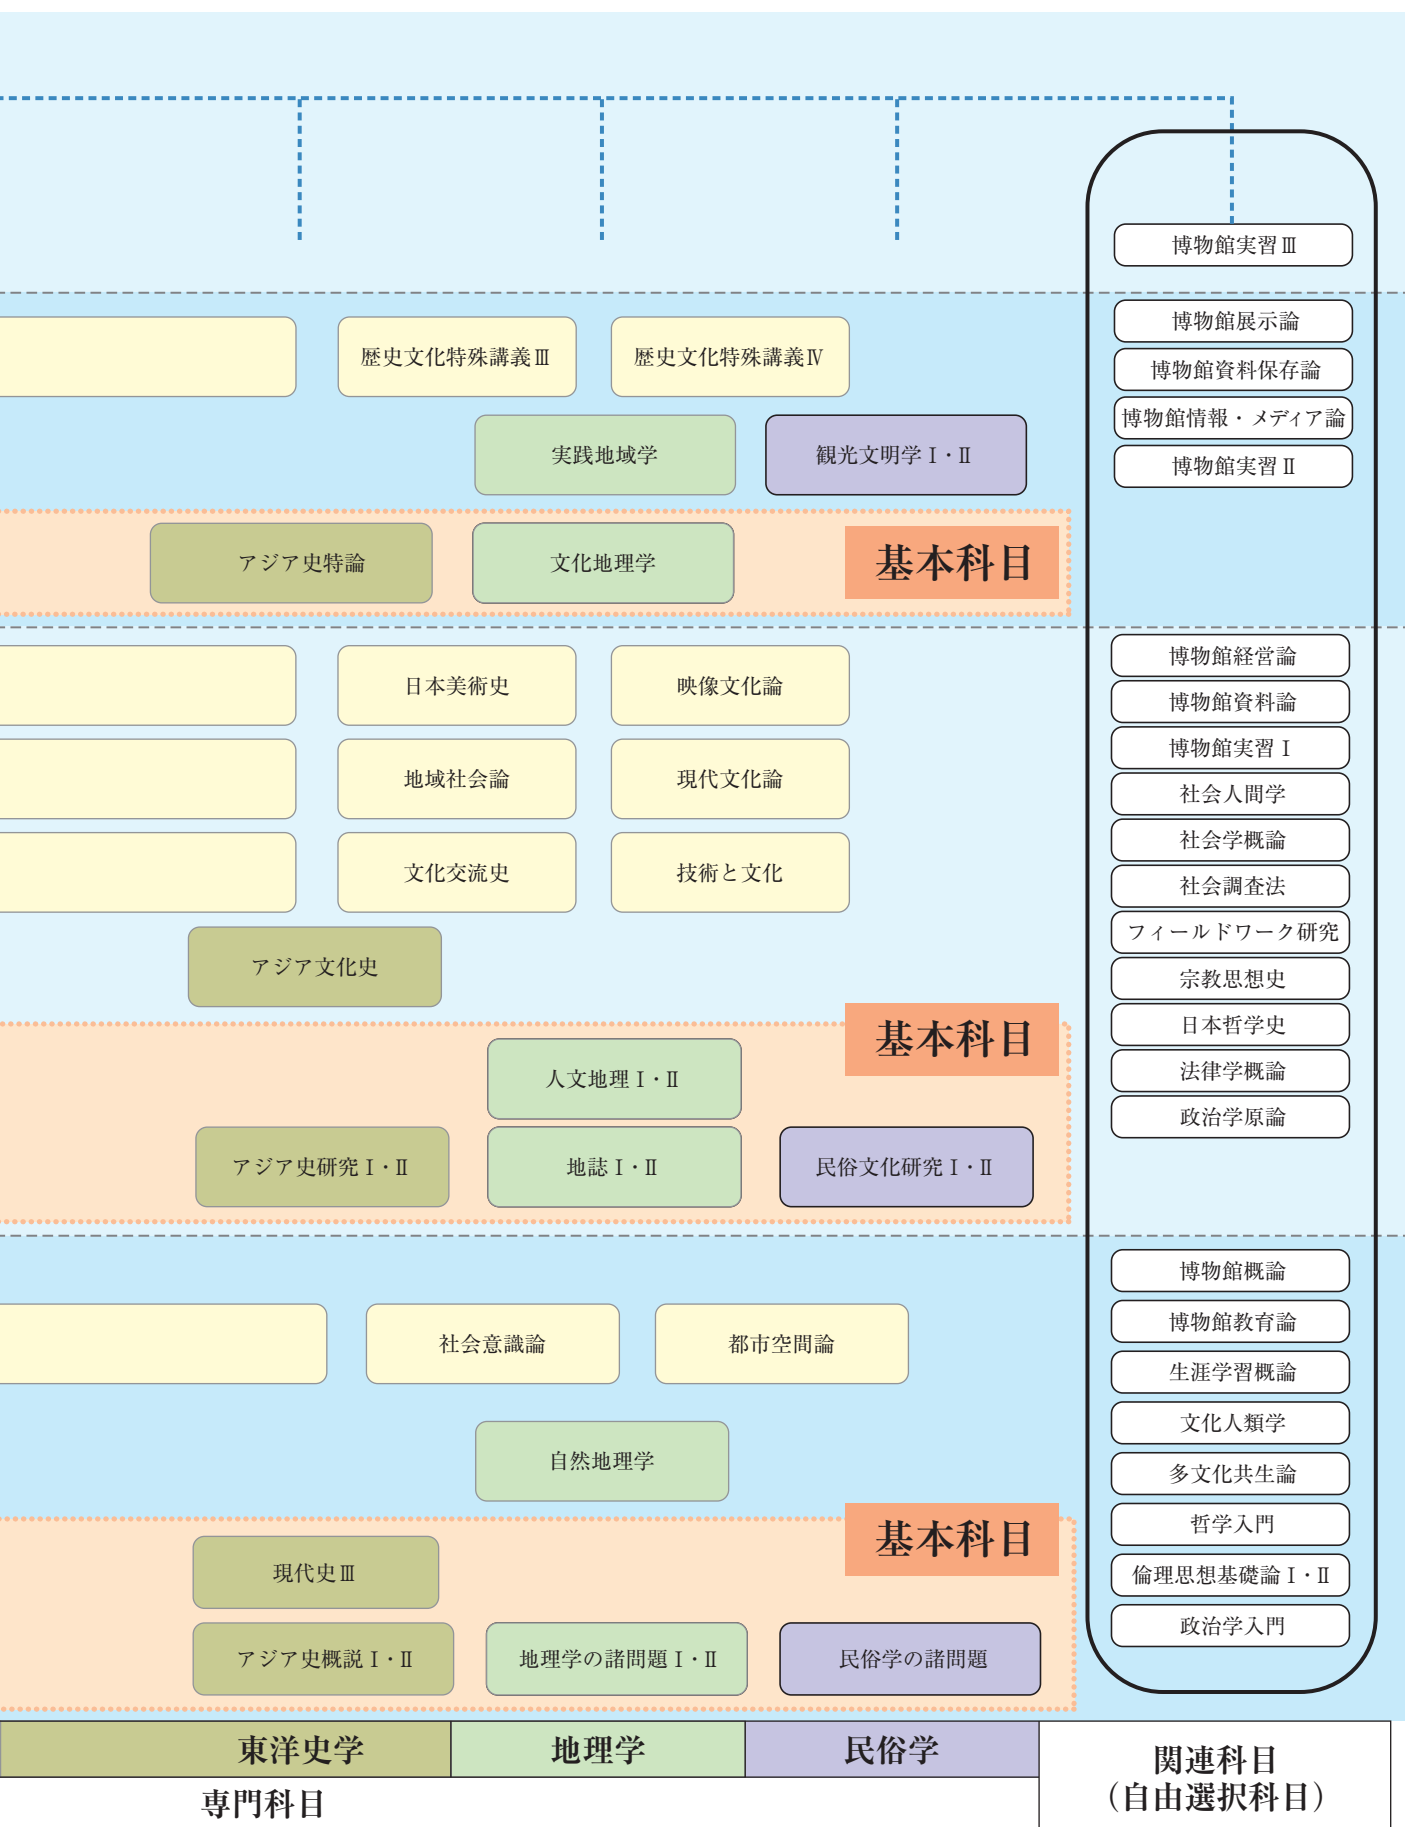 博物館実習Ⅲ
博物館展示論
歴史文化特殊講義Ⅲ
歴史文化特殊講義Ⅳ
博物館資料保存論
博物館情報・メディア論
実践地域学
観光文明学Ⅰ・Ⅱ
博物館実習Ⅱ
アジア史特論
文化地理学
基本科目
博物館経営論
日本美術史
映像文化論
博物館資料論
博物館実習Ⅰ
地域社会論
現代文化論
社会人間学
社会学概論
文化交流史
技術と文化
社会調査法
フィールドワーク研究
アジア文化史
宗教思想史
日本哲学史
基本科目
人文地理Ⅰ・Ⅱ
法律学概論
政治学原論
アジア史研究Ⅰ・Ⅱ
地誌Ⅰ・Ⅱ
民俗文化研究Ⅰ・Ⅱ
博物館概論
博物館教育論
社会意識論
都市空間論
生涯学習概論
文化人類学
自然地理学
多文化共生論
哲学入門
基本科目
現代史Ⅲ
倫理思想基礎論Ⅰ・Ⅱ
政治学入門
アジア史概説Ⅰ・Ⅱ
地理学の諸問題Ⅰ・Ⅱ
民俗学の諸問題
東洋史学
地理学
民俗学
関連科目
（自由選択科目）
専門科目